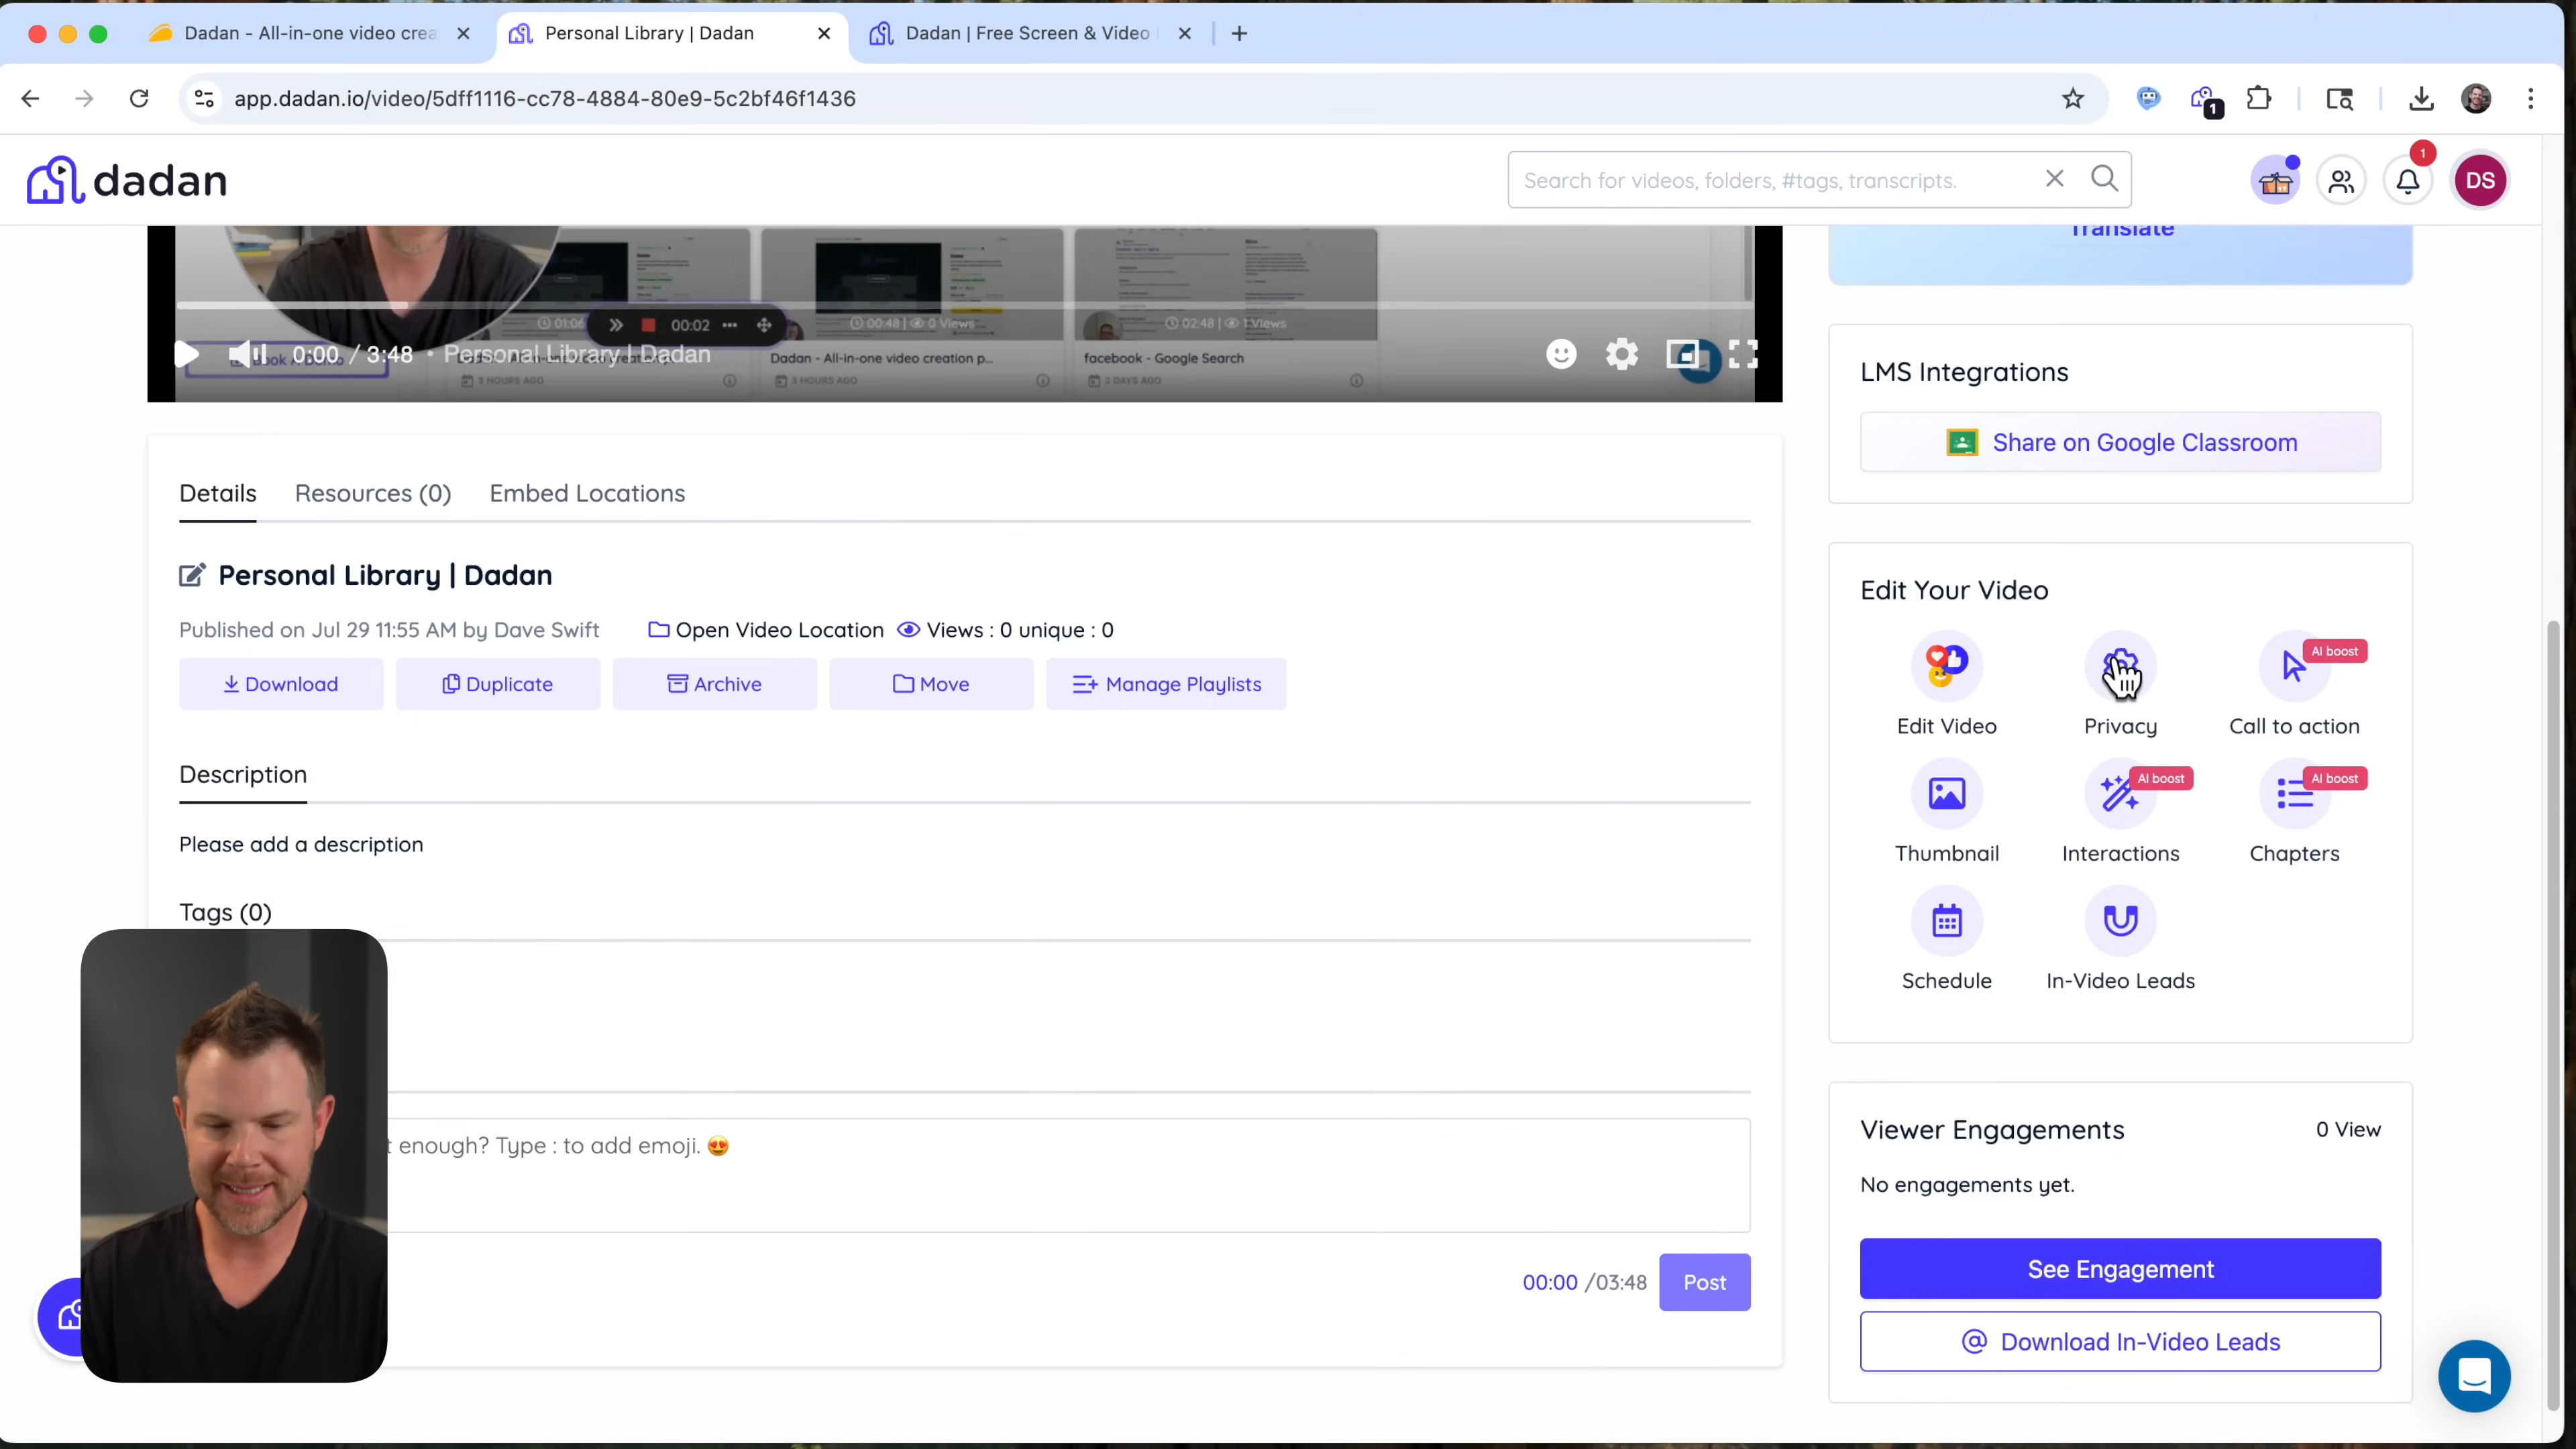 Dadan - All-in-one video crea
Personal Library | Dadan
Dadan | Free Screen & Video
app.dadan.io/video/5dff1116-cc78-4884-80e9-5c2bf46f1436
1
dadan
Search for videos, folders, #tags, transcripts.
1
DS
Translate
01:06
00:02
00:48 | 0 Views
02:48 | 1 Views
0:00 / 3:48 • Personal Library | Dadan
Book A Demo
Dadan - All-in-one video creation p...
facebook - Google Search
3 HOURS AGO
3 HOURS AGO
2 DAYS AGO
LMS Integrations
Share on Google Classroom
Details
Resources (0)
Embed Locations
Personal Library | Dadan
Published on Jul 29 11:55 AM by Dave Swift
Open Video Location
Views : 0 unique : 0
Download
Duplicate
Archive
Move
Manage Playlists
Description
Please add a description
Tags (0)
enough? Type : to add emoji. 😍
00:00 /03:48
Post
Edit Your Video
Edit Video
Privacy
AI boost
Call to action
Thumbnail
AI boost
Interactions
AI boost
Chapters
Schedule
In-Video Leads
Viewer Engagements
0 View
No engagements yet.
See Engagement
Download In-Video Leads